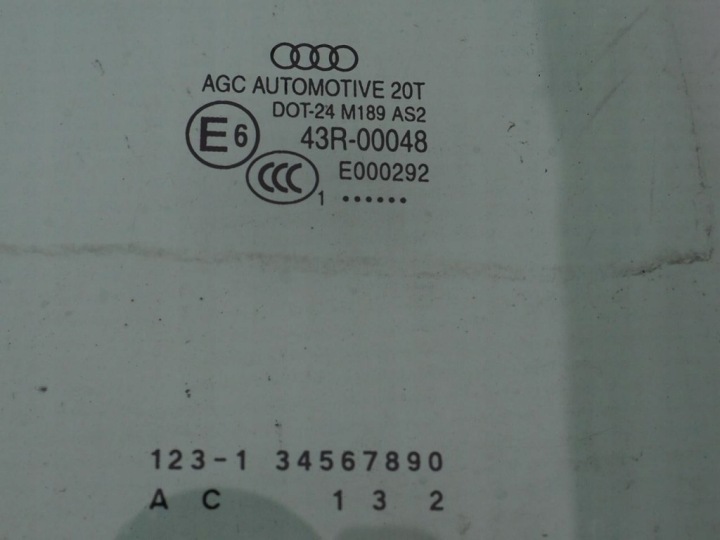 AGC AUTOMOTIVE 20T
DOT-24 M189 AS2
E6 43R-00048
CCC E000292
1 ••••••
123-1 34567890
A C 1 3 2